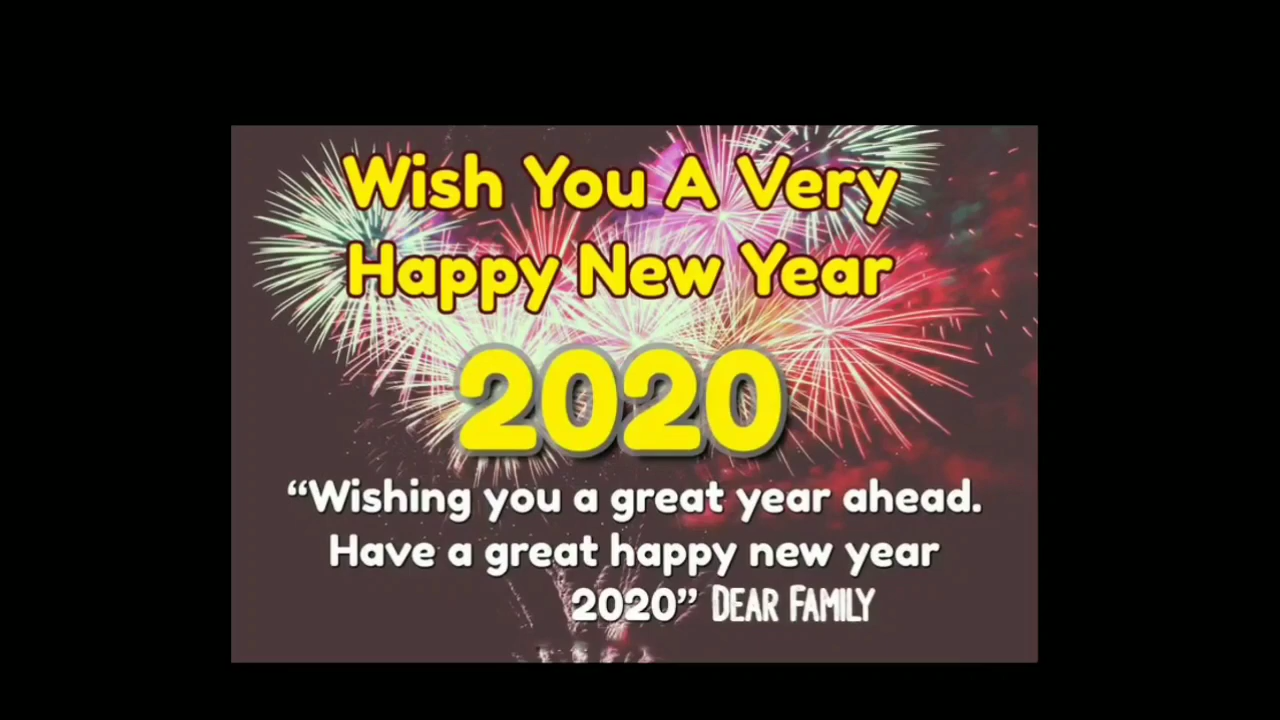 Wish You A Very
Happy New Year
2020
“Wishing you a great year ahead.
Have a great happy new year
2020” DEAR FAMILY